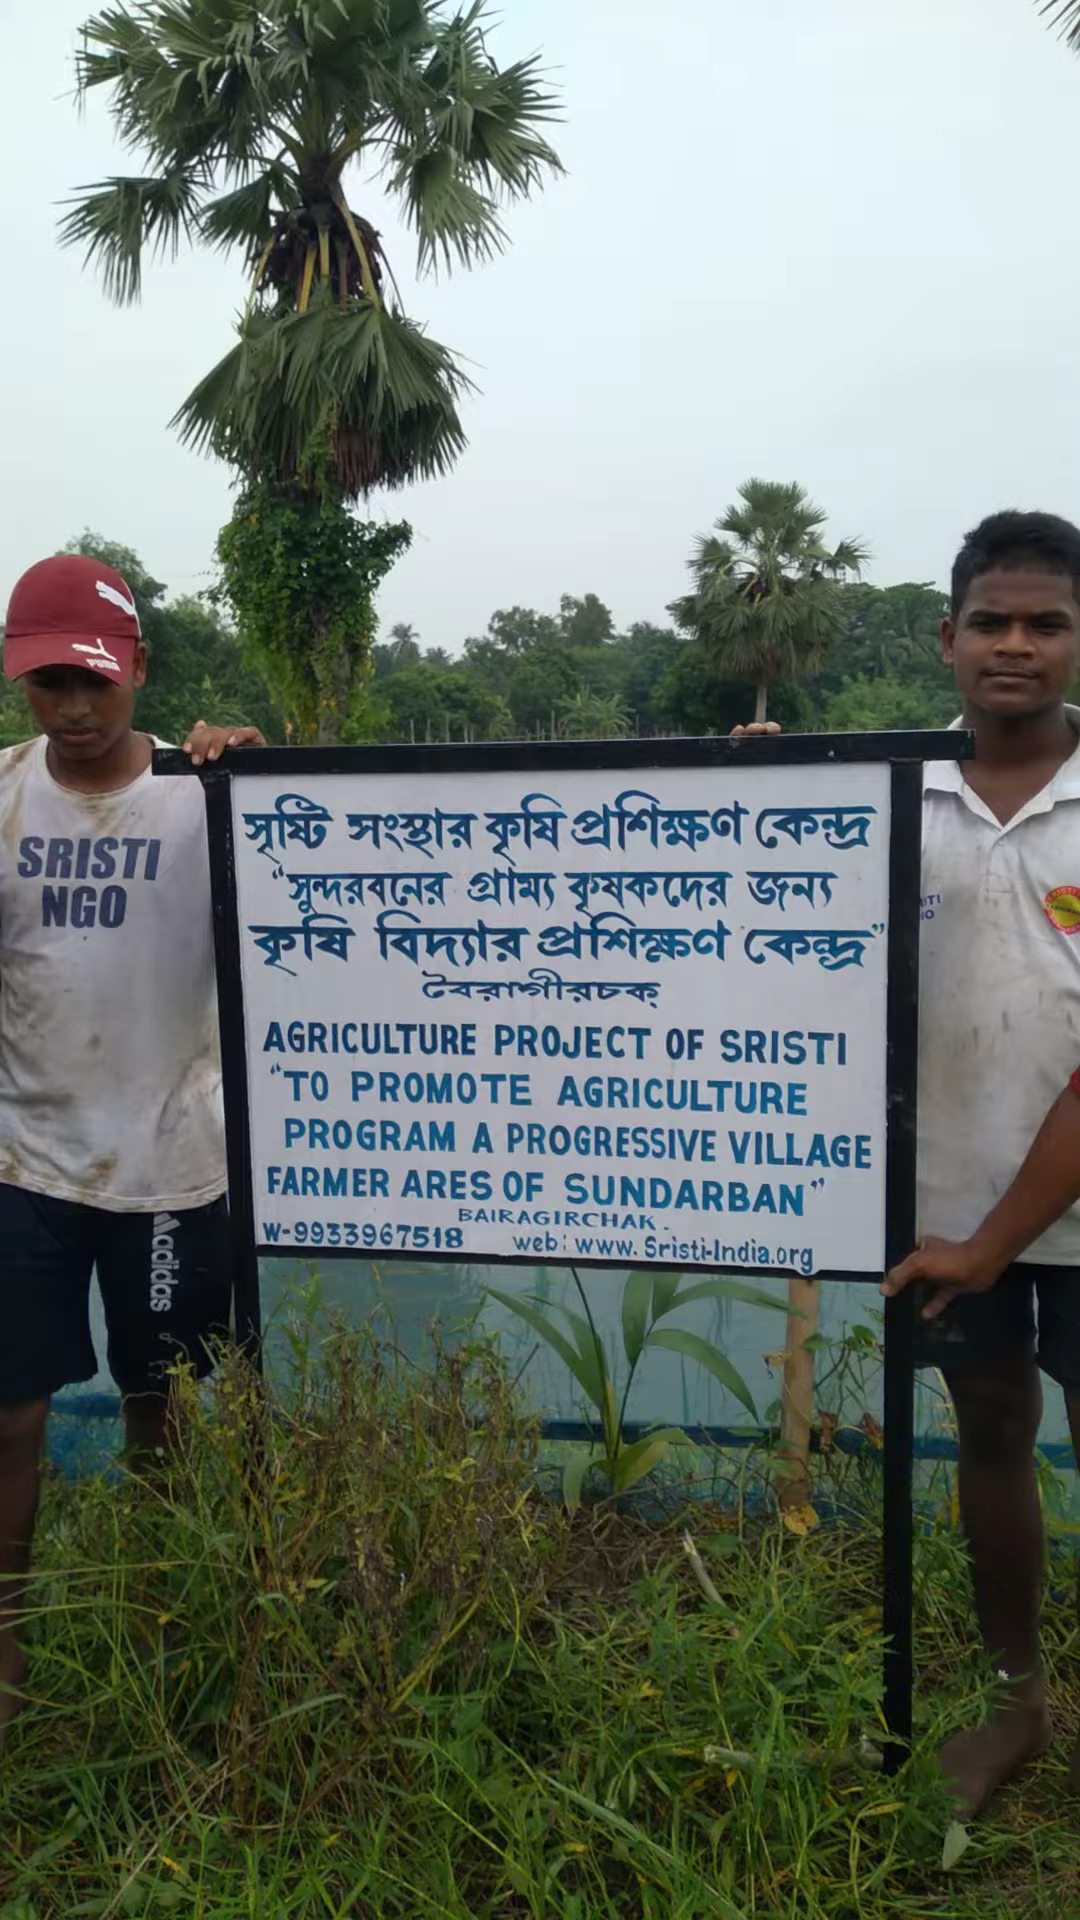 সৃষ্টি সংস্থার কৃষি প্রশিক্ষণ কেন্দ্র
“সুন্দরবনের গ্রাম্য কৃষকদের জন্য
কৃষি বিদ্যার প্রশিক্ষণ কেন্দ্র”
বৈরাগীরচক্
AGRICULTURE PROJECT OF SRISTI
“TO PROMOTE AGRICULTURE
PROGRAM A PROGRESSIVE VILLAGE
FARMER ARES OF SUNDARBAN”
BAIRAGIRCHAK.
W-9933967518 web: www.Sristi-India.org
SRISTI
NGO
PUMA
adidas
SRISTI